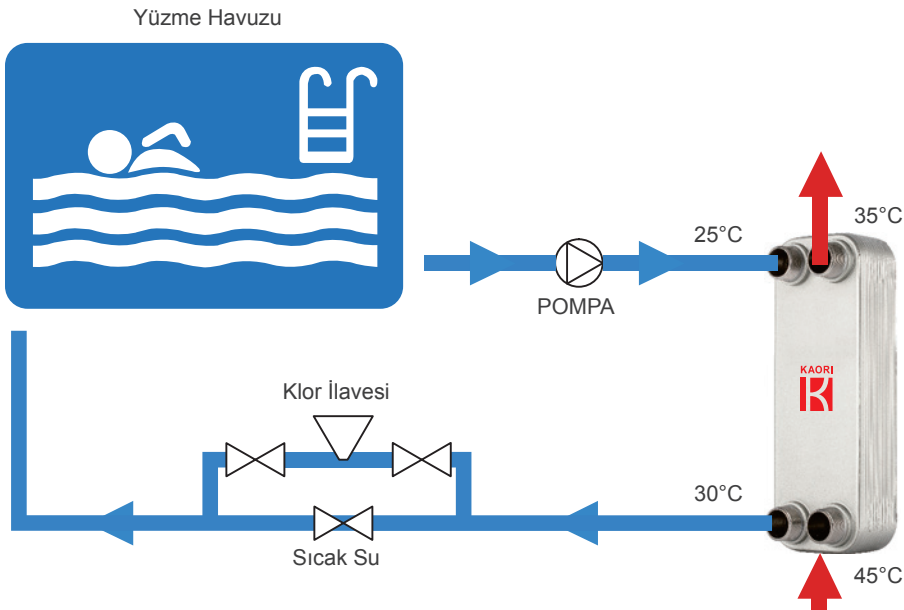 Yüzme Havuzu
35°C
25°C
POMPA
KAORI
Klor İlavesi
30°C
Sıcak Su
45°C